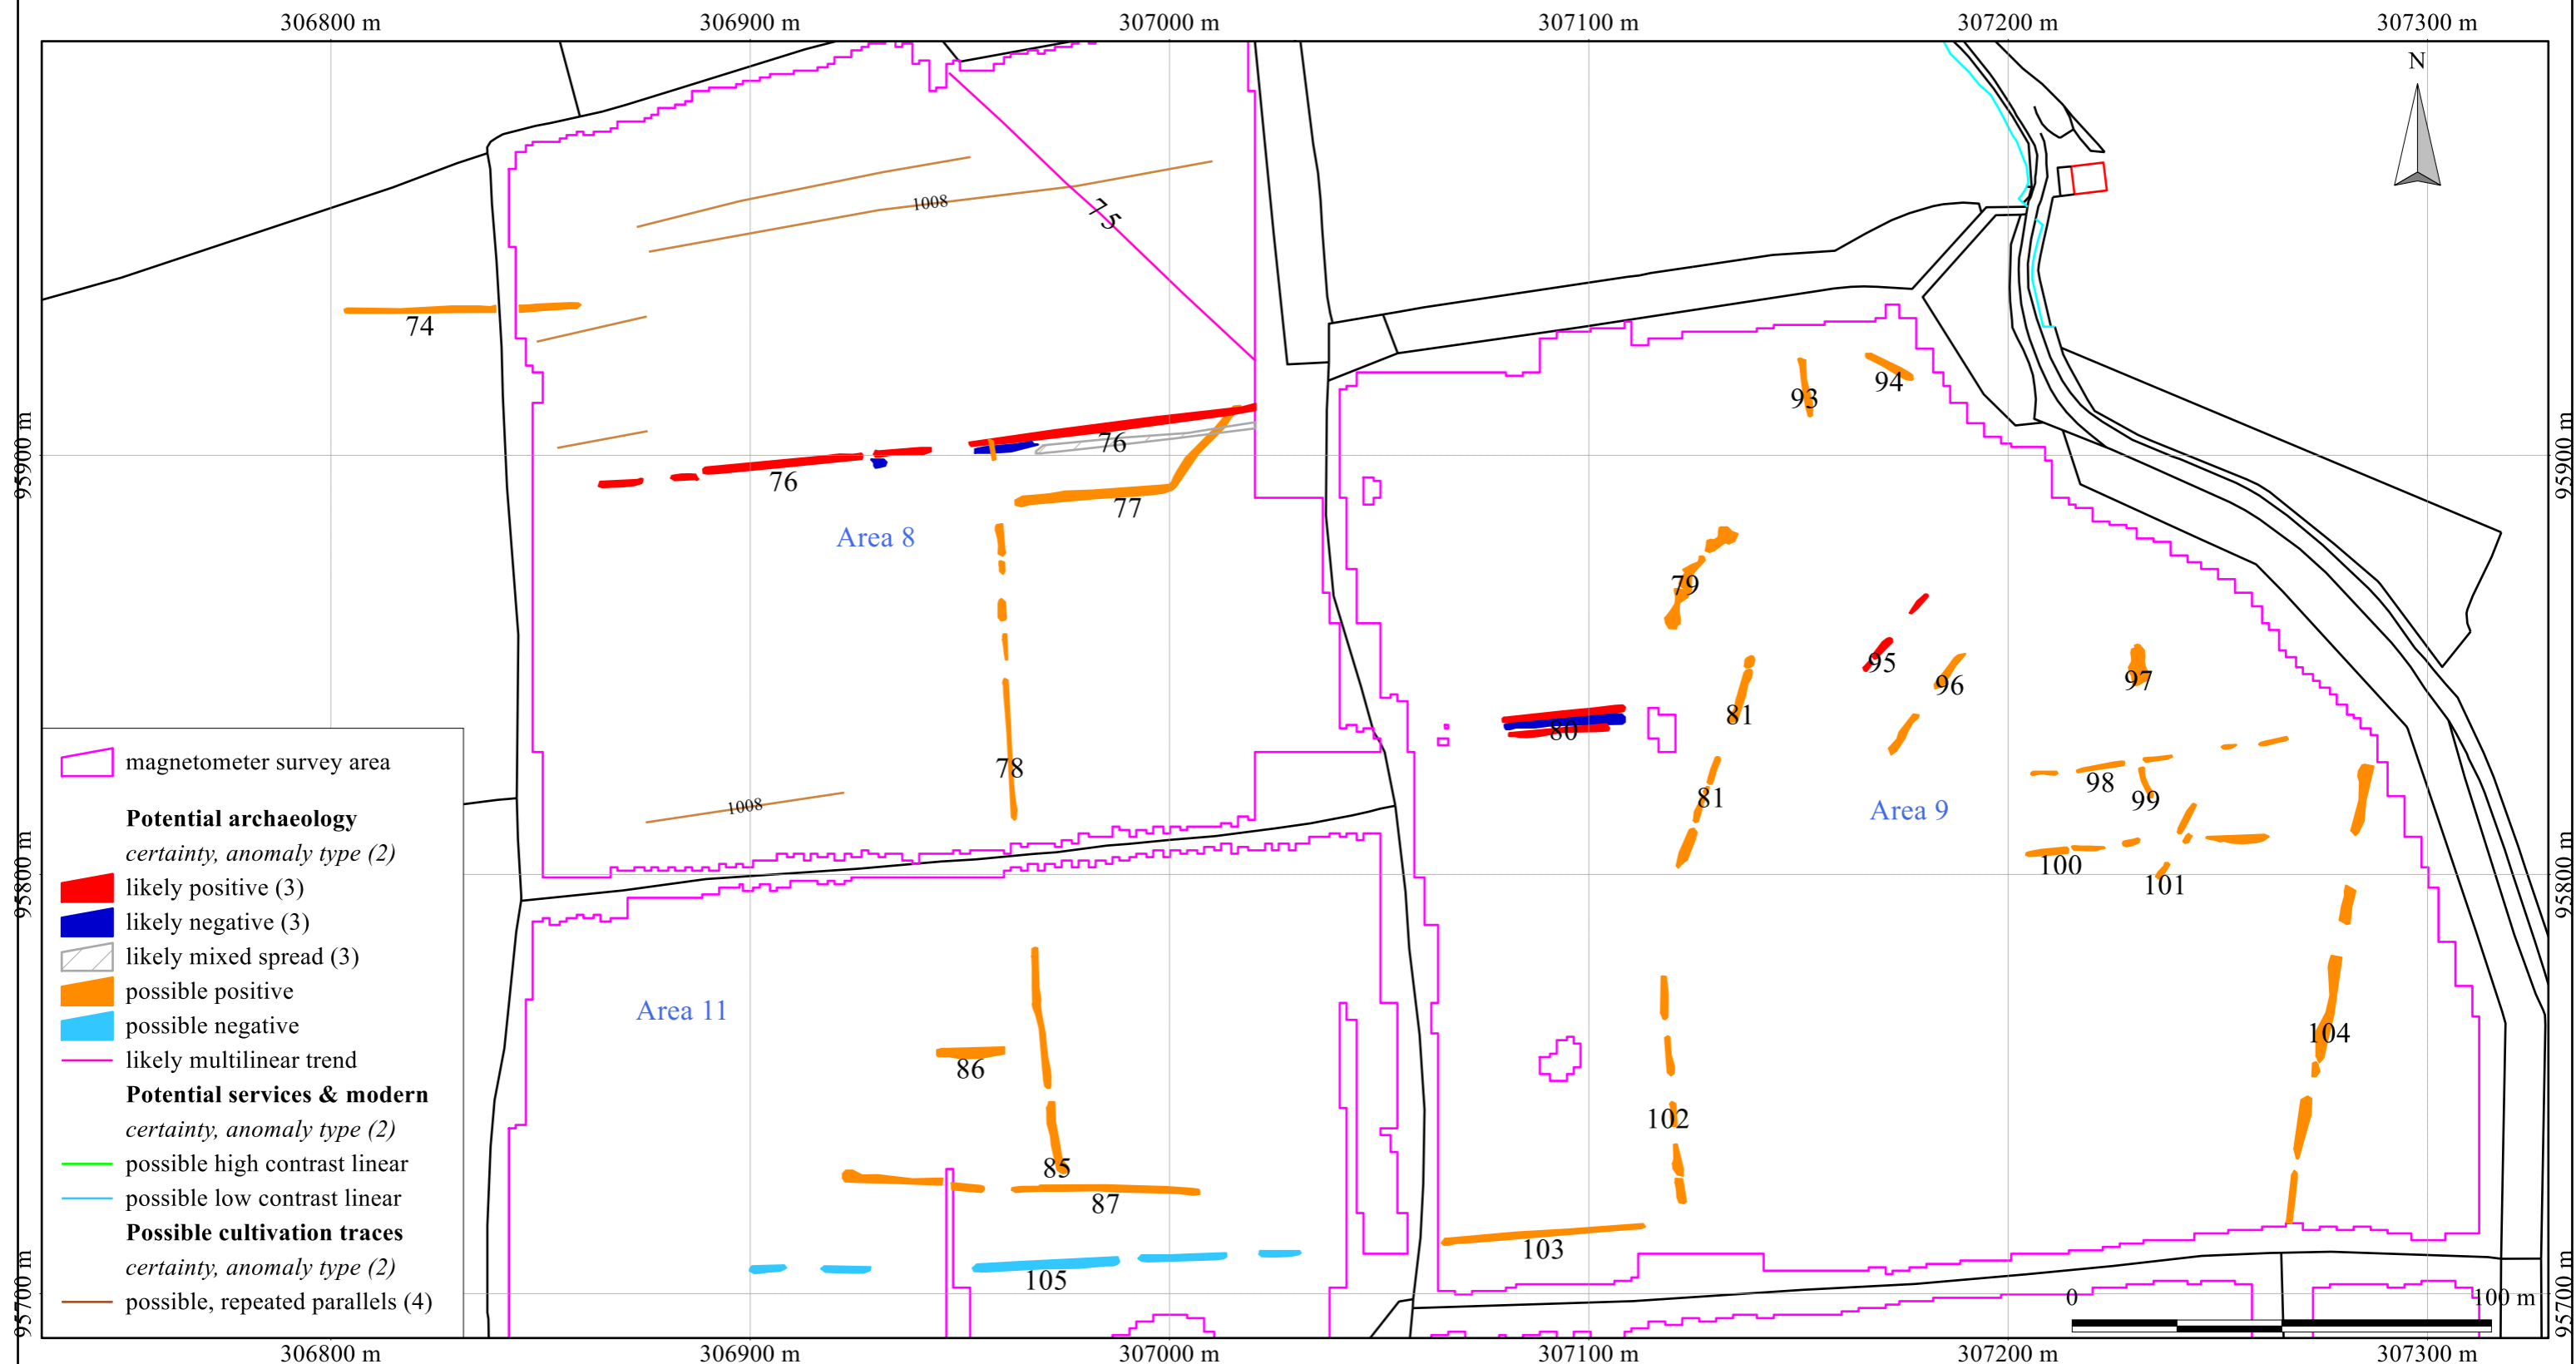 306800 m 306900 m 307000 m 307100 m 307200 m 307300 m
N
75
1008
74
94
93
95900 m
95900 m
76
76
77
Area 8
79
95
96
97
81
80
78
98
81
99
1008
Area 9
100
101
95800 m
95800 m
magnetometer survey area
Potential archaeology
certainty, anomaly type (2)
likely positive (3)
likely negative (3)
likely mixed spread (3)
possible positive
possible negative
likely multilinear trend
Potential services & modern
certainty, anomaly type (2)
possible high contrast linear
possible low contrast linear
Possible cultivation traces
certainty, anomaly type (2)
possible, repeated parallels (4)
Area 11
104
86
102
85
87
103
105
95700 m
95700 m
0 100 m
306800 m 306900 m 307000 m 307100 m 307200 m 307300 m